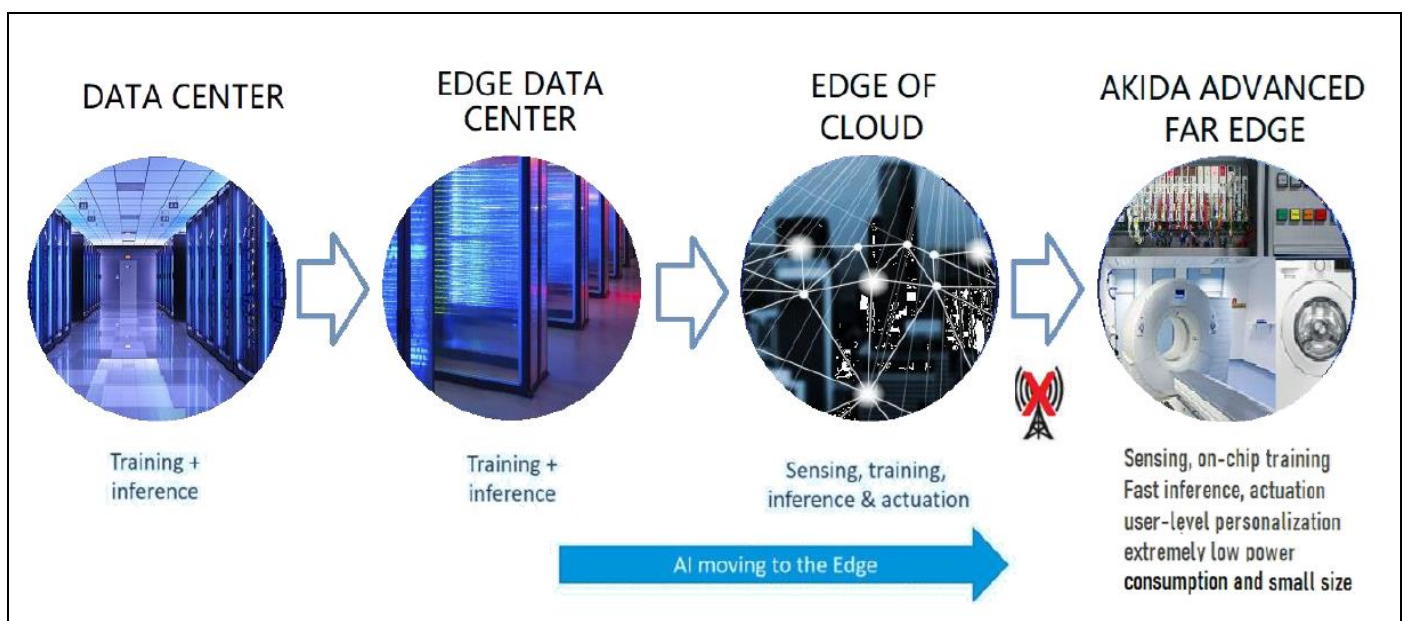 DATA CENTER
EDGE DATA
CENTER
EDGE OF
CLOUD
AKIDA ADVANCED
FAR EDGE
Training +
inference
Training +
inference
Sensing, training,
inference & actuation
Sensing, on-chip training
Fast inference, actuation
user-level personalization
extremely low power
consumption and small size
AI moving to the Edge